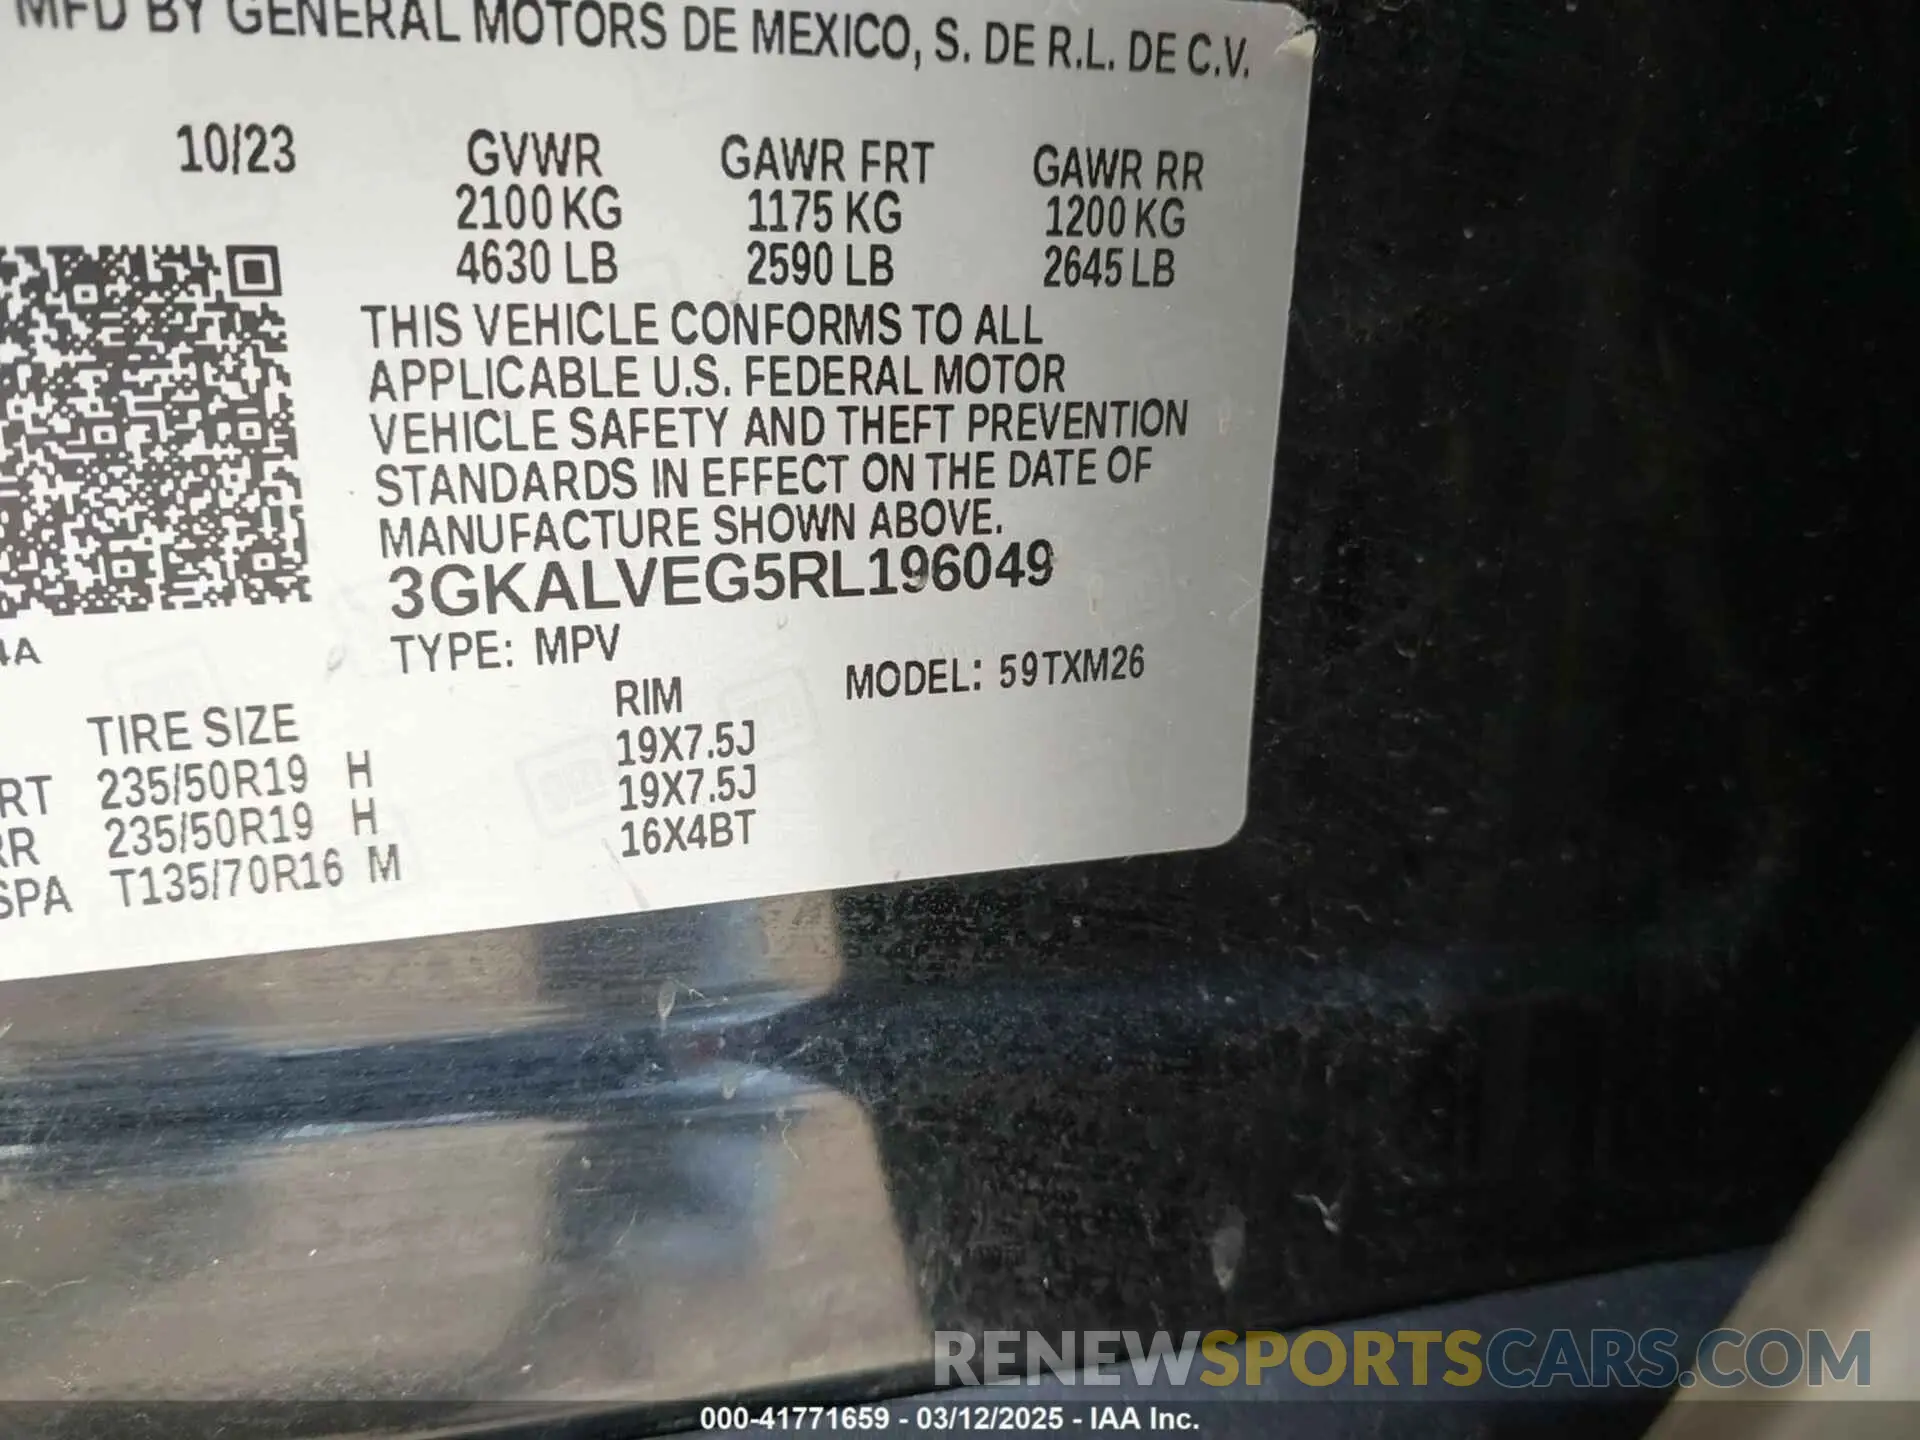 MFD BY GENERAL MOTORS DE MEXICO, S. DE R.L. DE C.V.
10/23 GVWR GAWR FRT GAWR RR
2100 KG 1175 KG 1200 KG
4630 LB 2590 LB 2645 LB
THIS VEHICLE CONFORMS TO ALL
APPLICABLE U.S. FEDERAL MOTOR
VEHICLE SAFETY AND THEFT PREVENTION
STANDARDS IN EFFECT ON THE DATE OF
MANUFACTURE SHOWN ABOVE.
3GKALVEG5RL196049
TYPE: MPV MODEL: 59TXM26
TIRE SIZE RIM
RT 235/50R19 H 19X7.5J
RR 235/50R19 H 19X7.5J
SPA T135/70R16 M 16X4BT
RENEWSPORTSCARS.COM
000-41771659 - 03/12/2025 - IAA Inc.